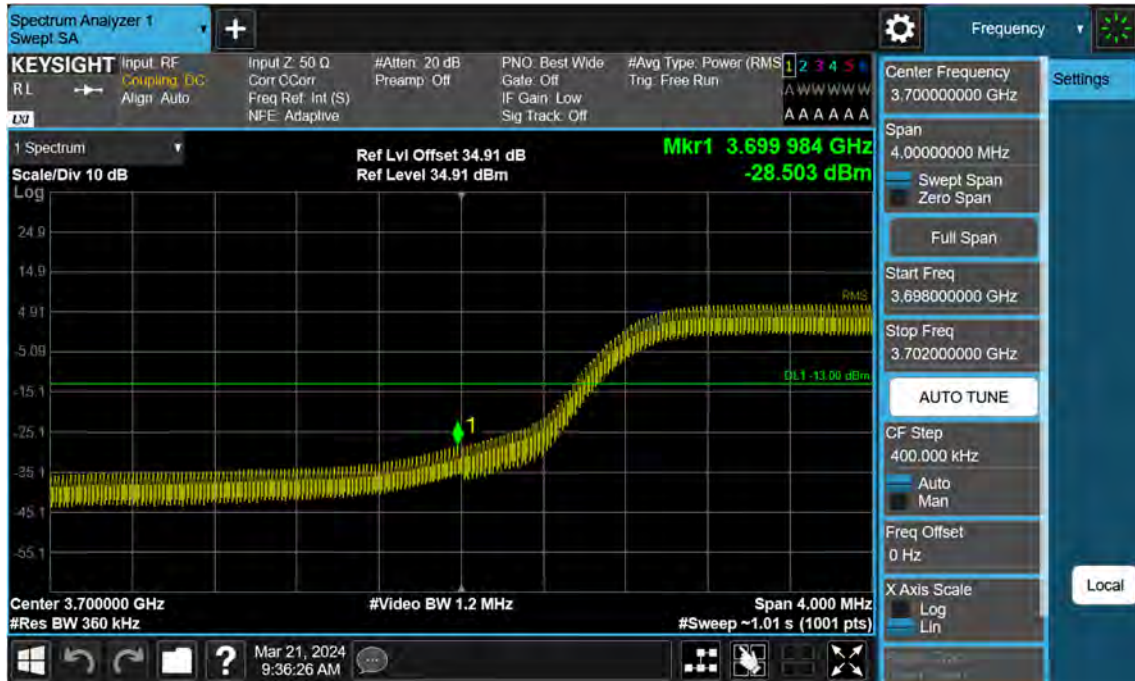 Spectrum Analyzer 1
Swept SA
Frequency
KEYSIGHT
R L
LXI
Input: RF
Coupling: DC
Align: Auto
Input Z: 50 Ω
Corr CCorr
Freq Ref: Int (S)
NFE: Adaptive
#Atten: 20 dB
Preamp: Off
PNO: Best Wide
Gate: Off
IF Gain: Low
Sig Track: Off
#Avg Type: Power (RMS
Trig: Free Run
1 2 3 4 5 6
A W W W W W
A A A A A A
1 Spectrum
Scale/Div 10 dB
Log
Ref Lvl Offset 34.91 dB
Ref Level 34.91 dBm
Mkr1 3.699 984 GHz
-28.503 dBm
24.9
14.9
4.91
-5.09
-15.1
-25.1
-35.1
-45.1
-55.1
RMS
DL1 -13.00 dBm
1
Center 3.700000 GHz
#Res BW 360 kHz
#Video BW 1.2 MHz
Span 4.000 MHz
#Sweep ~1.01 s (1001 pts)
Mar 21, 2024
9:36:26 AM
?
Center Frequency
3.700000000 GHz
Span
4.00000000 MHz
Swept Span
Zero Span
Full Span
Start Freq
3.698000000 GHz
Stop Freq
3.702000000 GHz
AUTO TUNE
CF Step
400.000 kHz
Auto
Man
Freq Offset
0 Hz
X Axis Scale
Log
Lin
Settings
Local